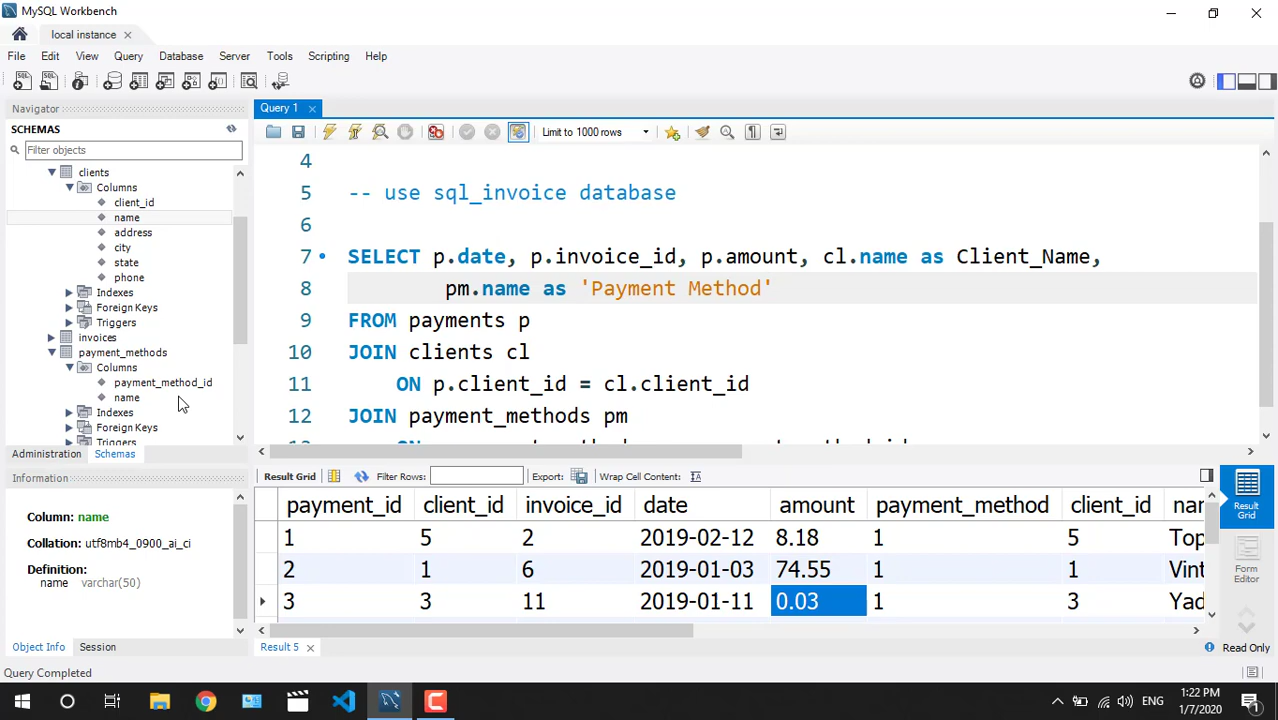 MySQL Workbench
local instance
File Edit View Query Database Server Tools Scripting Help
Navigator
SCHEMAS
Filter objects
clients
Columns
client_id
name
address
city
state
phone
Indexes
Foreign Keys
Triggers
invoices
payment_methods
Columns
payment_method_id
name
Indexes
Foreign Keys
Triggers
Administration Schemas
Information
Column: name
Collation: utf8mb4_0900_ai_ci
Definition:
name varchar(50)
Object Info Session
Query Completed
Query 1
Limit to 1000 rows
4
5 -- use sql_invoice database
6
7 SELECT p.date, p.invoice_id, p.amount, cl.name as Client_Name,
8 pm.name as 'Payment Method'
9 FROM payments p
10 JOIN clients cl
11 ON p.client_id = cl.client_id
12 JOIN payment_methods pm
Result Grid Filter Rows: Export: Wrap Cell Content:
payment_id client_id invoice_id date amount payment_method client_id
1 5 2 2019-02-12 8.18 1 5 Top
2 1 6 2019-01-03 74.55 1 1 Vint
3 3 11 2019-01-11 0.03 1 3 Yad
Result 5
Result
Grid
Form
Editor
Read Only
ENG
1:22 PM
1/7/2020
1